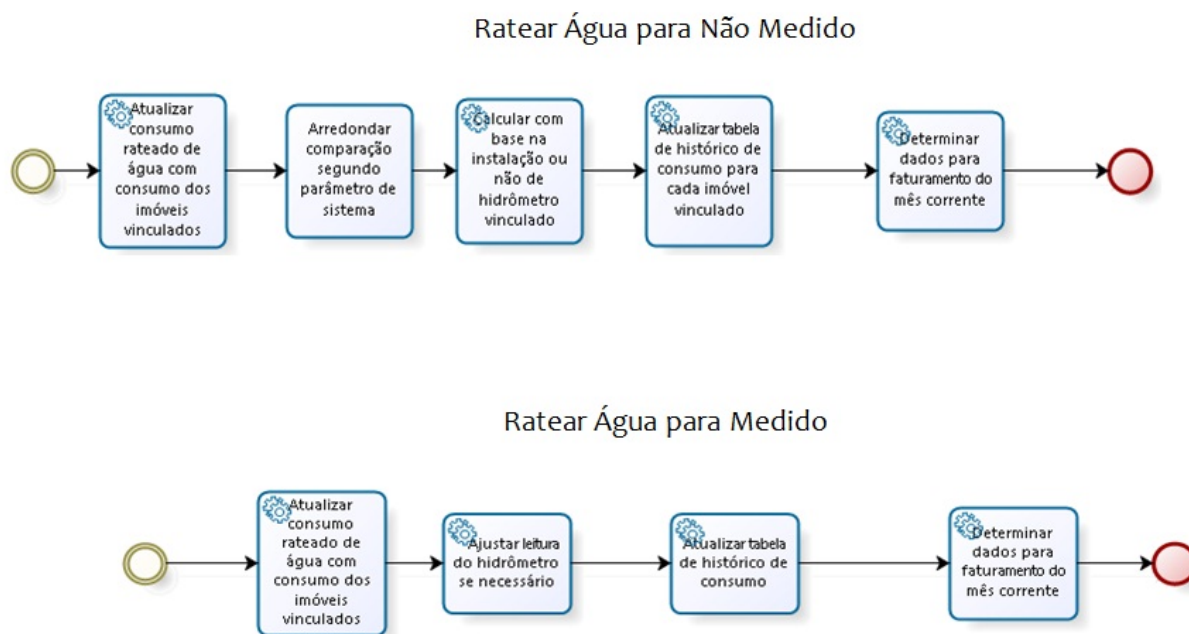 Ratear Água para Não Medido
Atualizar
consumo
rateado de
água com
consumo dos
imóveis
vinculados
Arredondar
comparação
segundo
parâmetro de
sistema
Calcular com
base na
instalação ou
não de
hidrômetro
vinculado
Atualizar tabela
de histórico de
consumo para
cada imóvel
vinculado
Determinar
dados para
faturamento do
mês corrente
Ratear Água para Medido
Atualizar
consumo
rateado de
água com
consumo dos
imóveis
vinculados
Ajustar leitura
do hidrômetro
se necessário
Atualizar tabela
de histórico de
consumo
Determinar
dados para
faturamento do
mês corrente